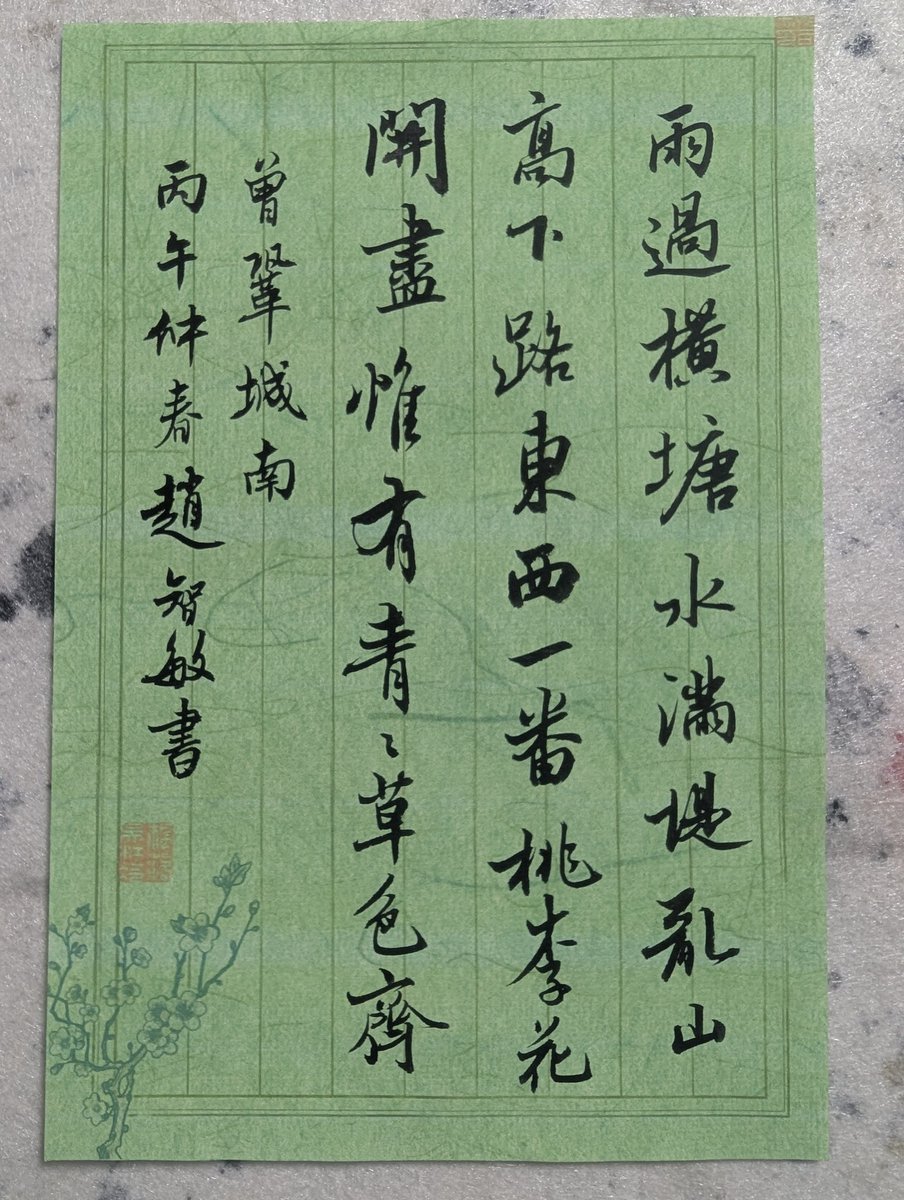 雨過橫塘水滿堤亂山
高下路東西一番桃李花
開盡惟有青〻草色齊
曾鞏城南
丙午仲春趙智敏書